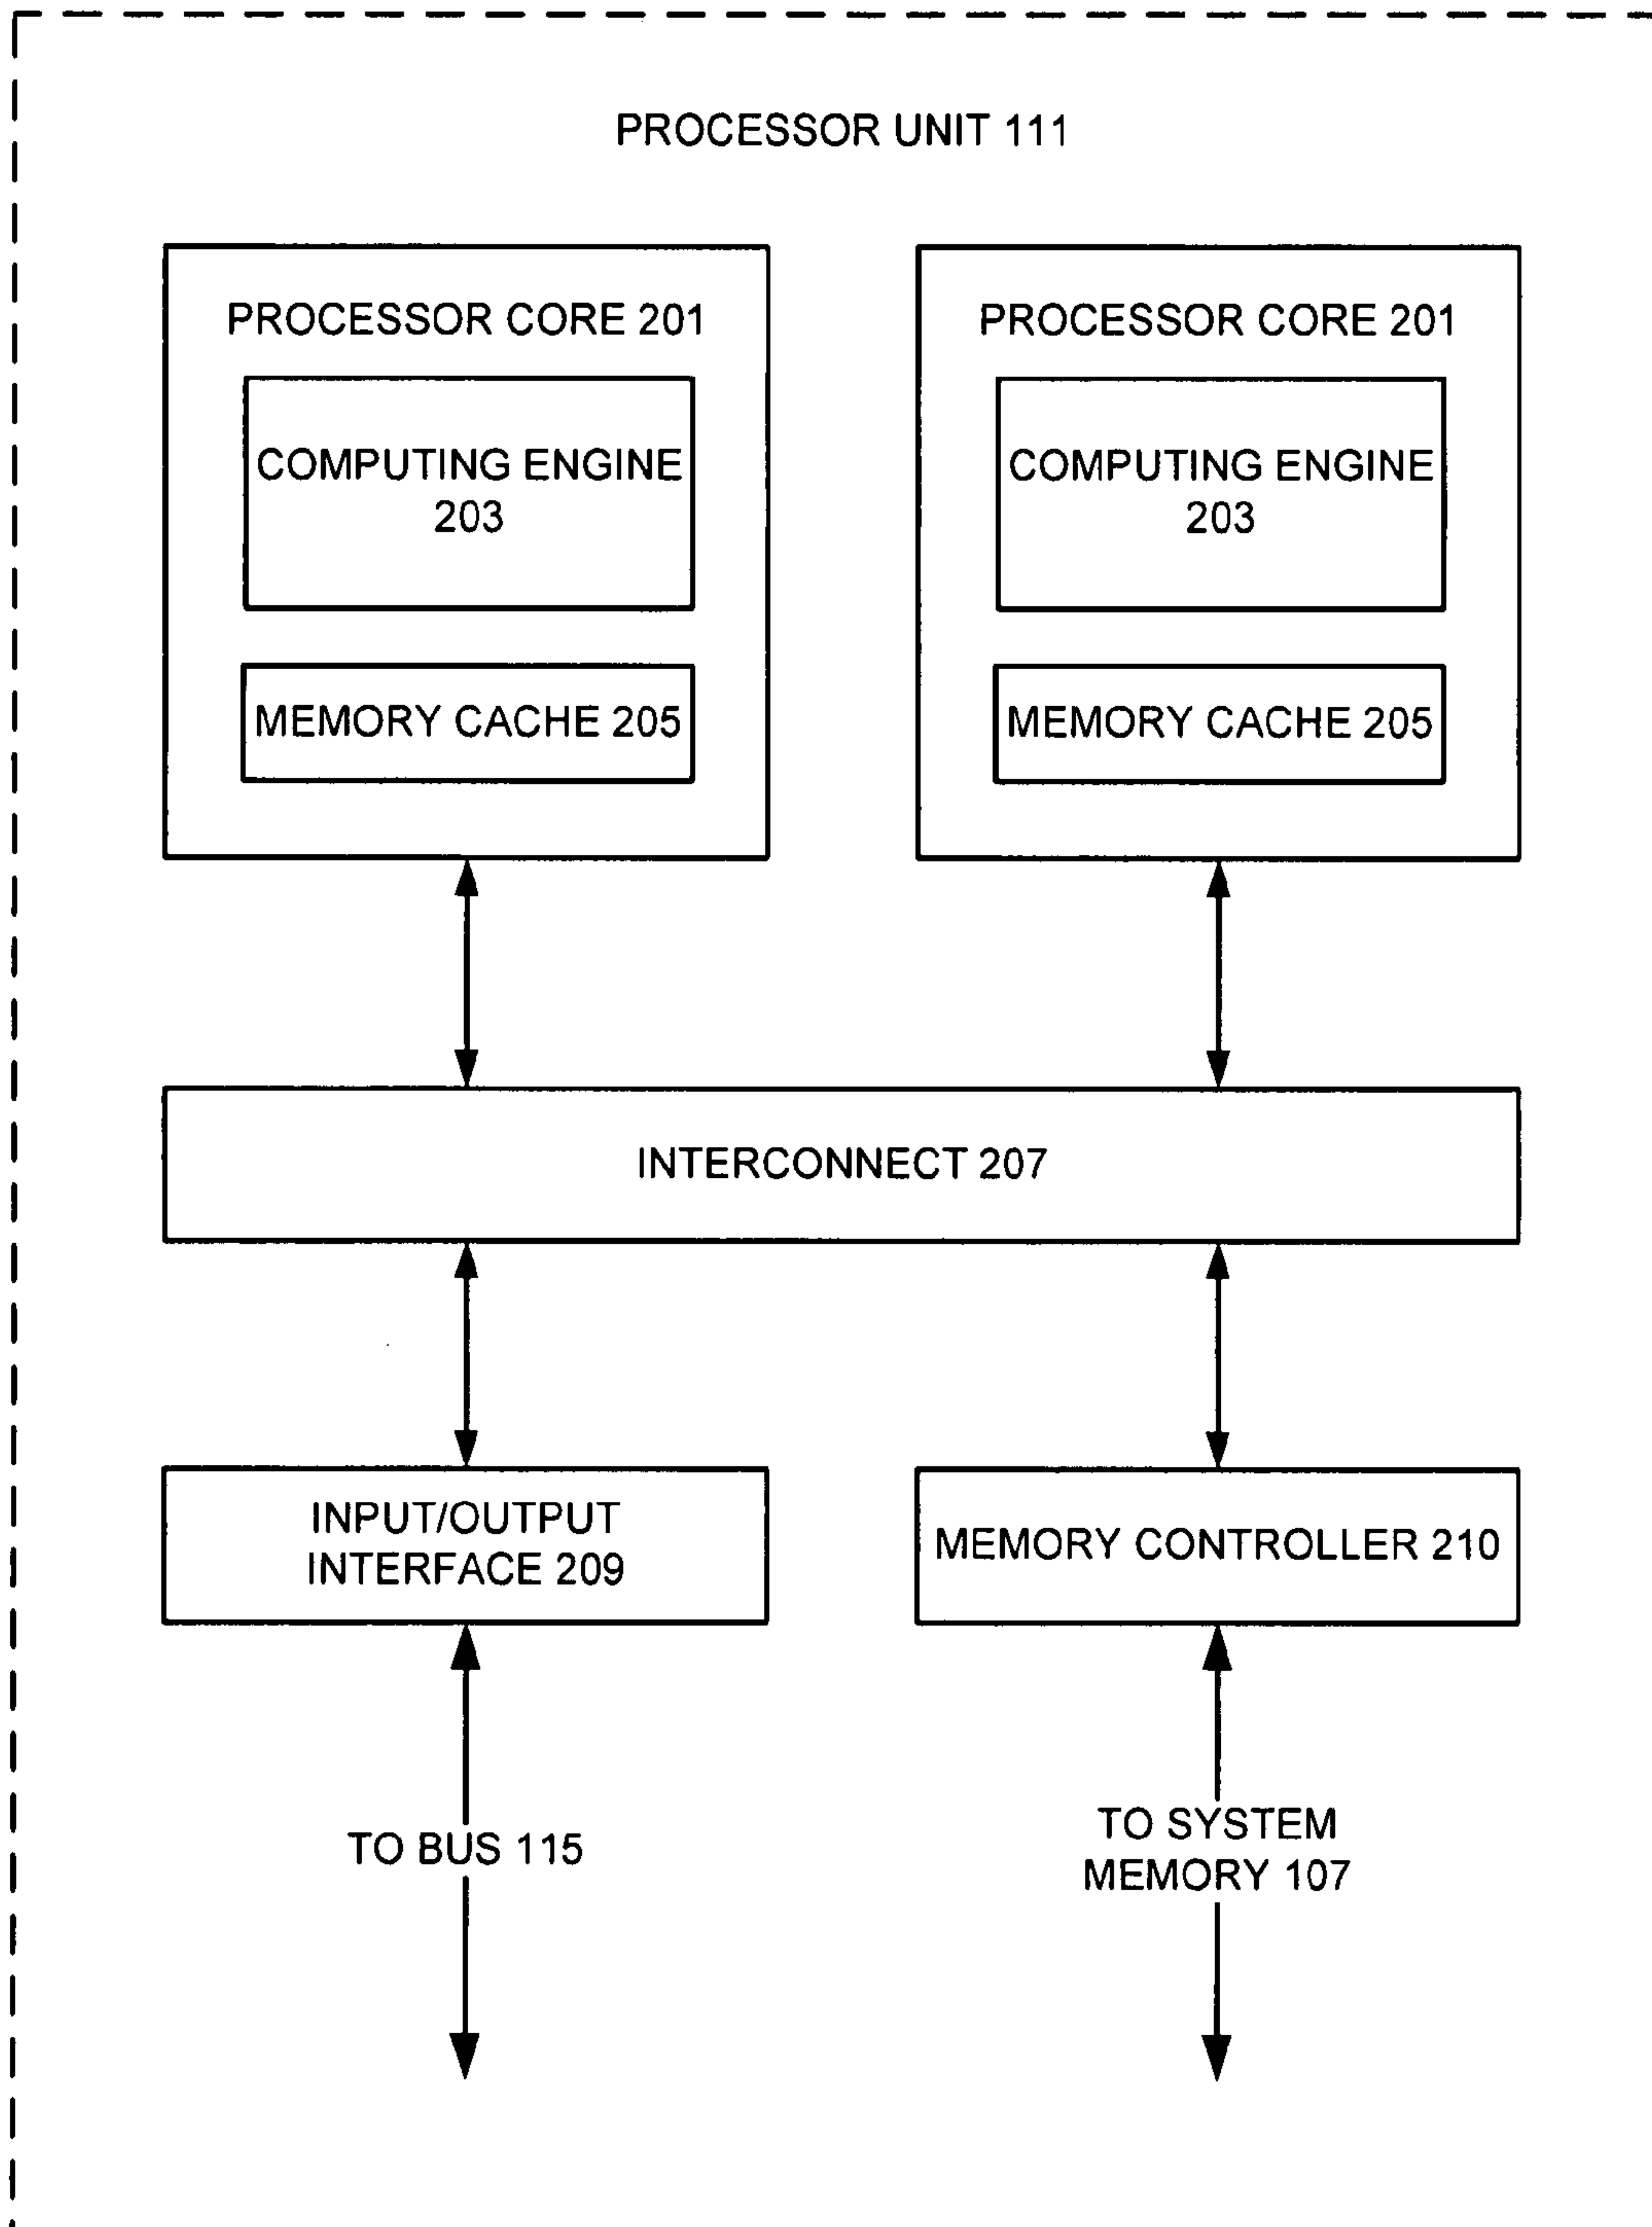 PROCESSOR UNIT 111
PROCESSOR CORE 201
COMPUTING ENGINE
203
MEMORY CACHE 205
PROCESSOR CORE 201
COMPUTING ENGINE
203
MEMORY CACHE 205
INTERCONNECT 207
INPUT/OUTPUT
INTERFACE 209
MEMORY CONTROLLER 210
TO BUS 115
TO SYSTEM
MEMORY 107